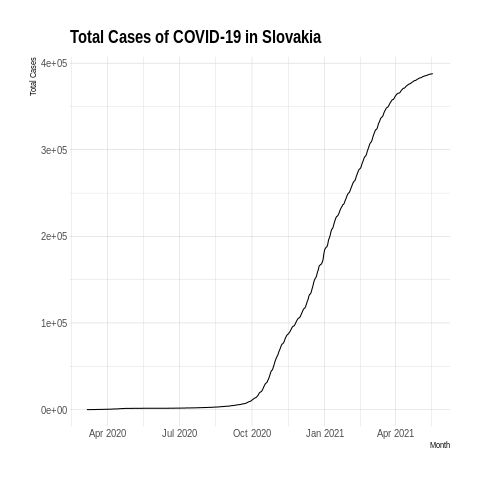 Total Cases of COVID-19 in Slovakia
Total Cases
4e+05
3e+05
2e+05
1e+05
0e+00
Apr 2020 Jul 2020 Oct 2020 Jan 2021 Apr 2021
Month